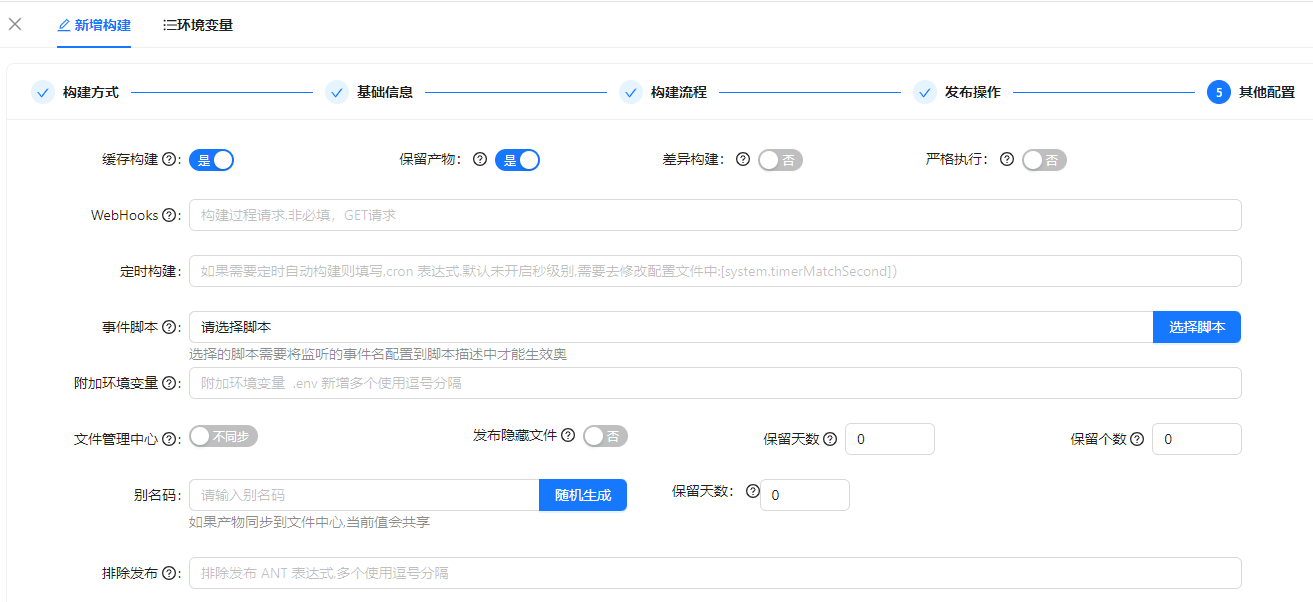 新增构建 环境变量
构建方式 基础信息 构建流程 发布操作 5 其他配置
缓存构建: 是 保留产物: 是 差异构建: 否 严格执行: 否
WebHooks : 构建过程请求,非必填，GET请求
定时构建: 如果需要定时自动构建则填写,cron 表达式.默认未开启秒级别,需要去修改配置文件中:[system.timerMatchSecond]）
事件脚本 : 请选择脚本 选择脚本
选择的脚本需要将监听的事件名配置到脚本描述中才能生效奥
附加环境变量 : 附加环境变量 .env 新增多个使用逗号分隔
文件管理中心 : 不同步 发布隐藏文件 否 保留天数 0 保留个数 0
别名码: 请输入别名码 随机生成 保留天数: 0
如果产物同步到文件中心,当前值会共享
排除发布 : 排除发布 ANT 表达式,多个使用逗号分隔